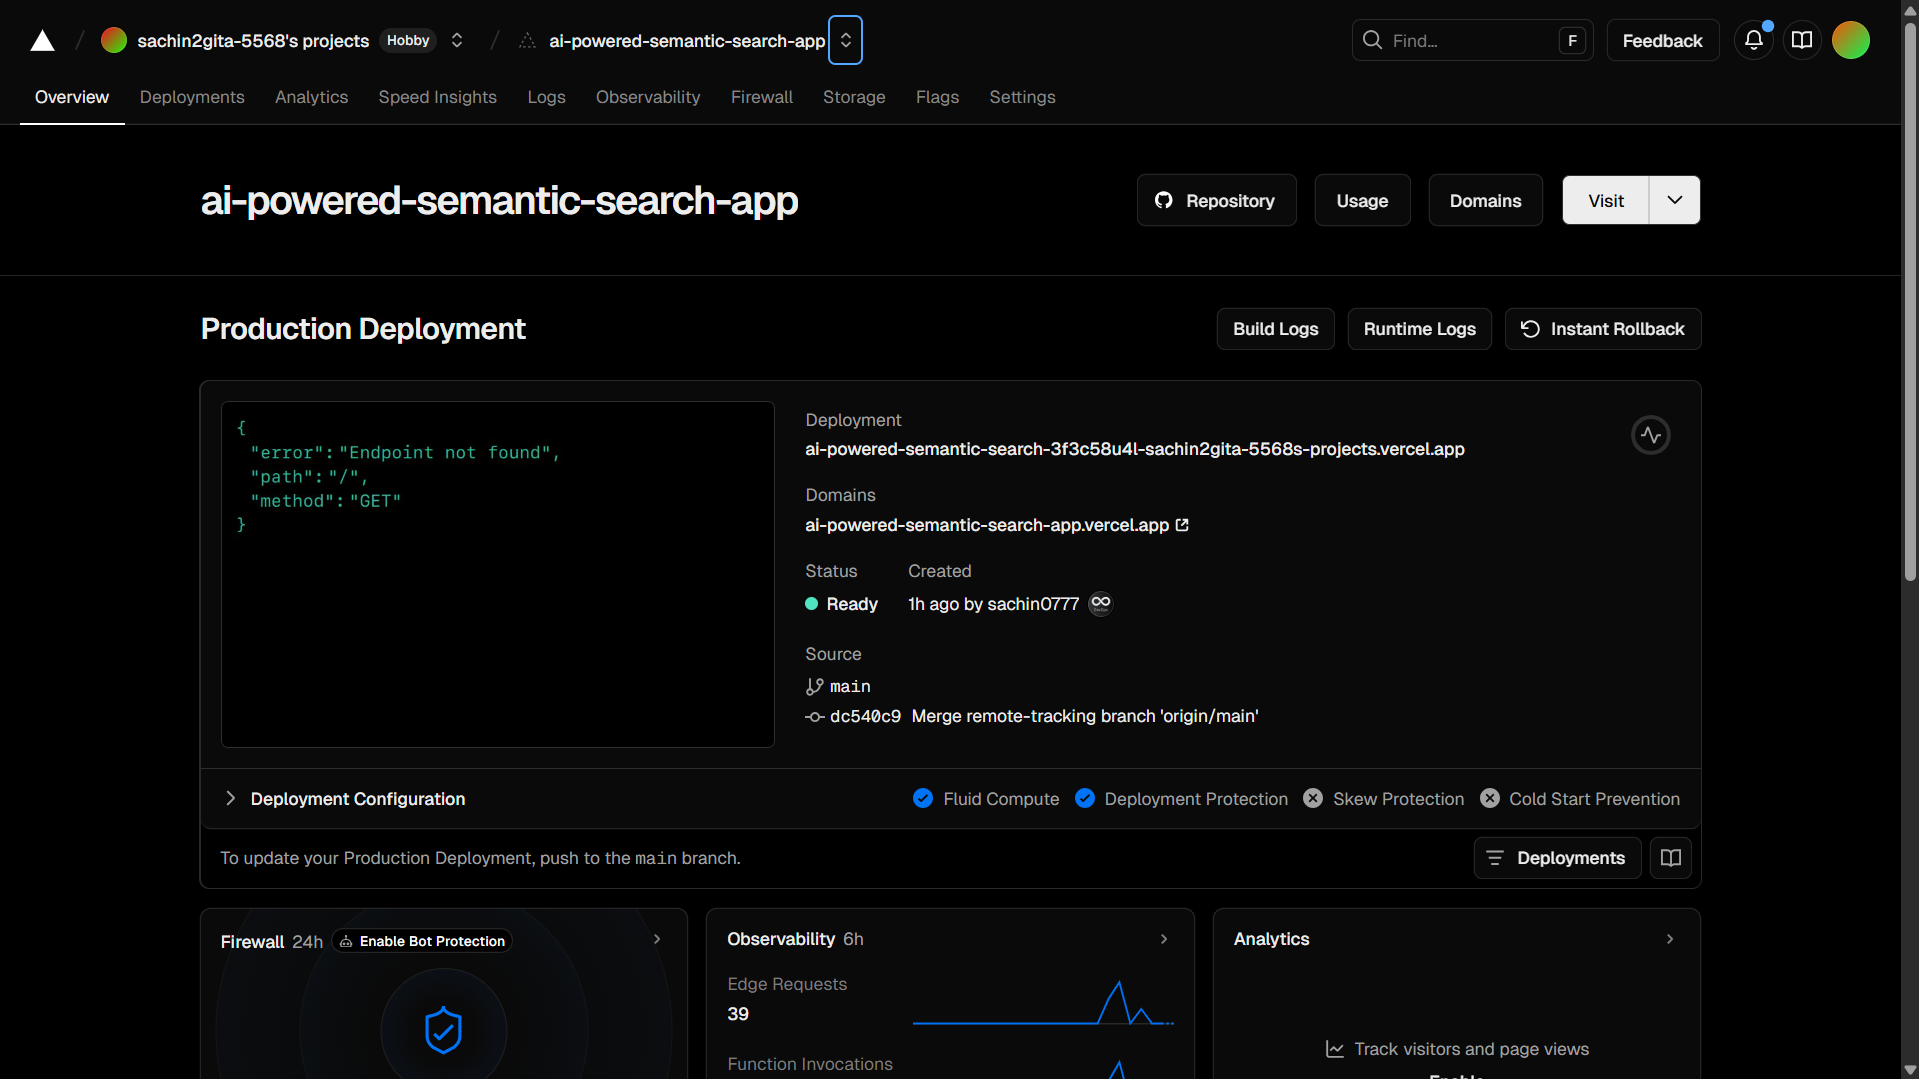 sachin2gita-5568's projects Hobby ai-powered-semantic-search-app Find... F Feedback
Overview Deployments Analytics Speed Insights Logs Observability Firewall Storage Flags Settings
ai-powered-semantic-search-app Repository Usage Domains Visit
Production Deployment Build Logs Runtime Logs Instant Rollback
{
"error":"Endpoint not found",
"path":"/",
"method":"GET"
}
Deployment
ai-powered-semantic-search-3f3c58u4l-sachin2gita-5568s-projects.vercel.app
Domains
ai-powered-semantic-search-app.vercel.app
Status Created
Ready 1h ago by sachin0777
Source
main
dc540c9 Merge remote-tracking branch 'origin/main'
Deployment Configuration Fluid Compute Deployment Protection Skew Protection Cold Start Prevention
To update your Production Deployment, push to the main branch. Deployments
Firewall 24h Enable Bot Protection
Observability 6h
Edge Requests
39
Function Invocations
Analytics
Track visitors and page views
Enable